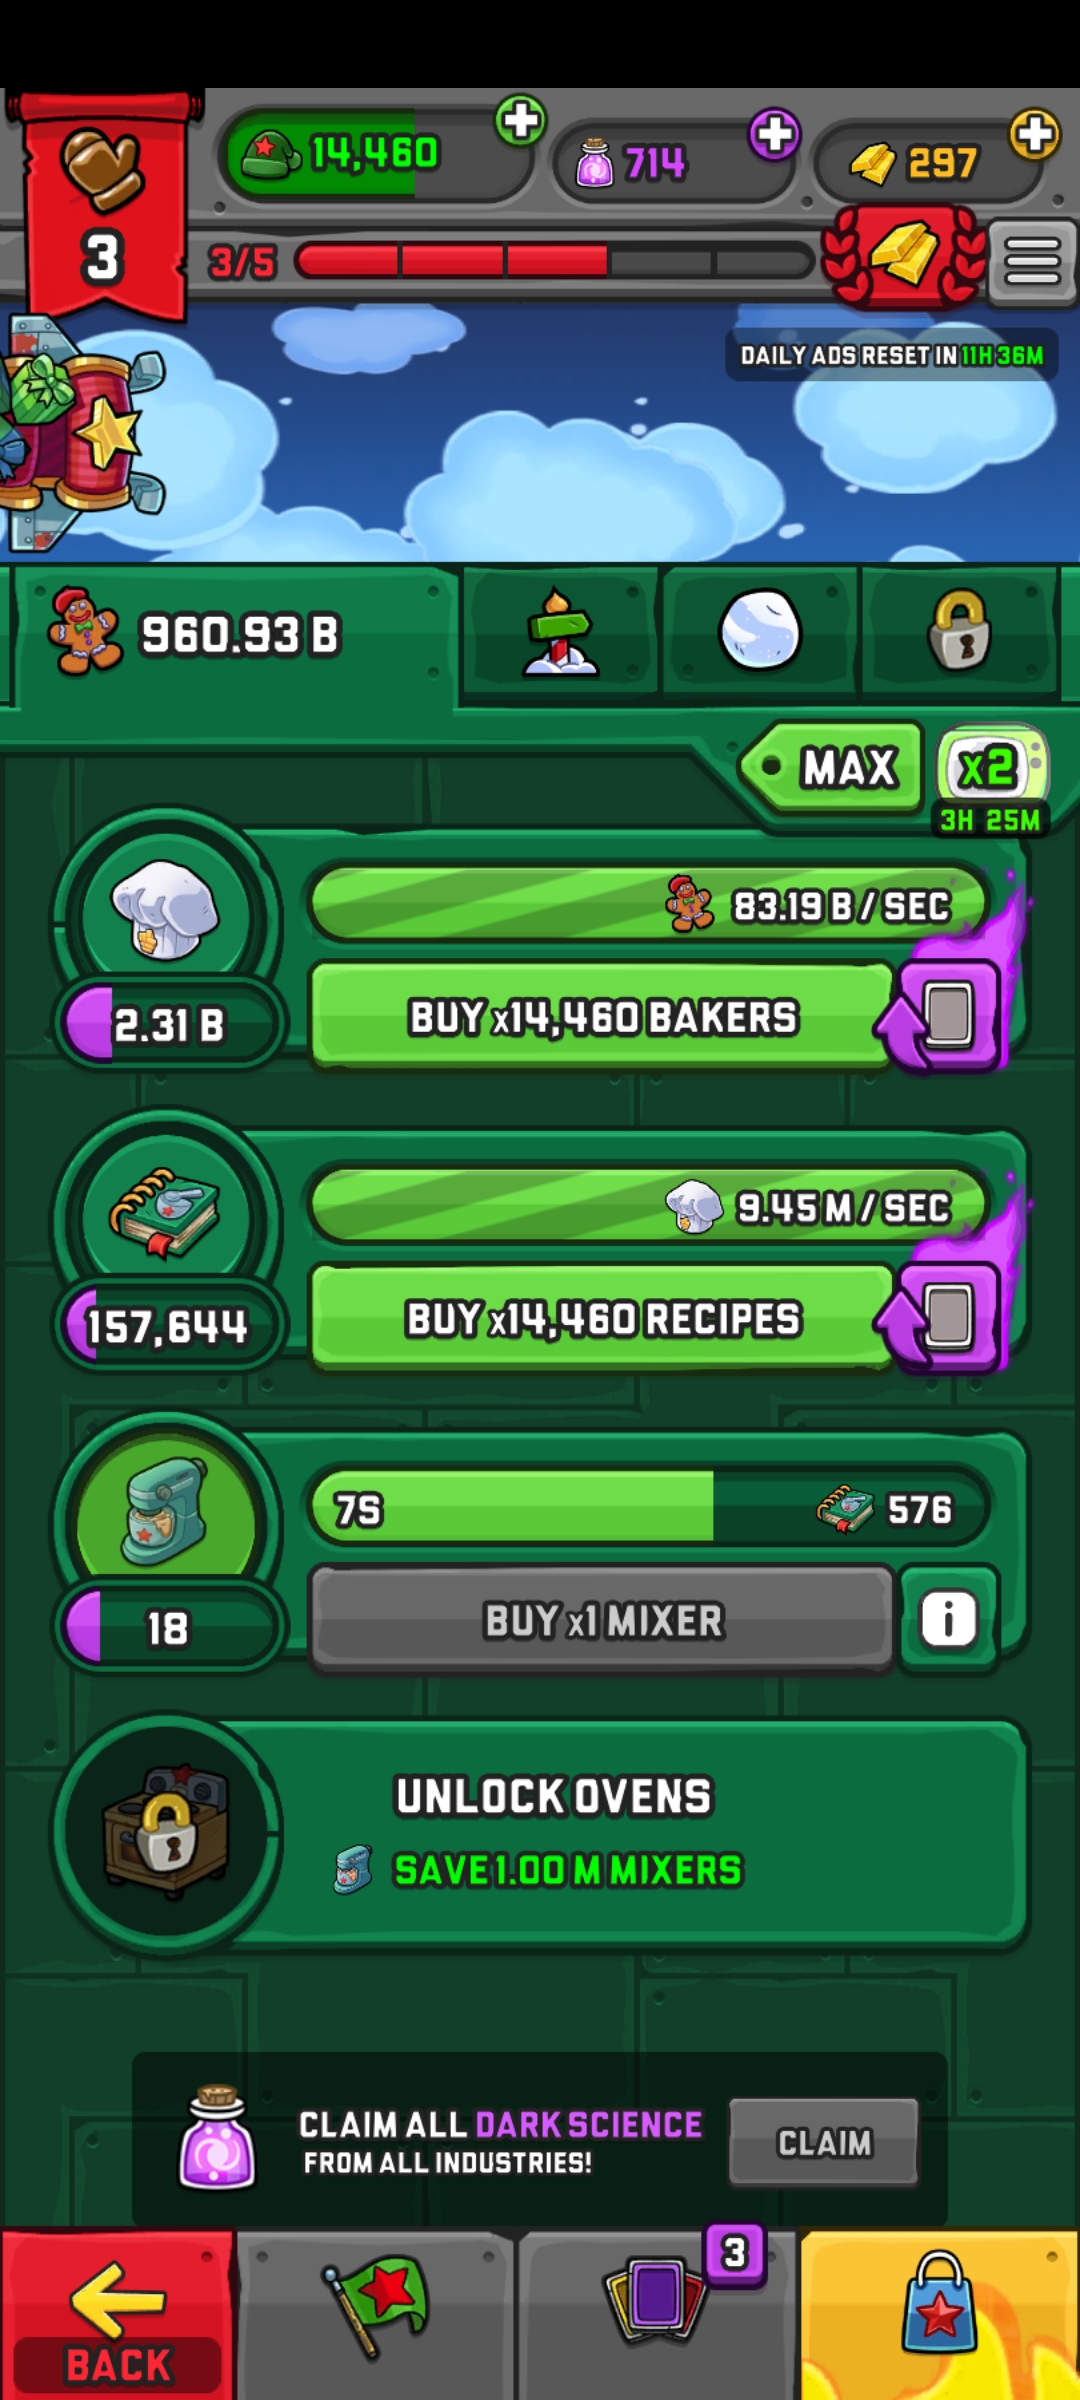 14,460
714
297
3
3/5
DAILY ADS RESET IN 11H 36M
960.93 B
MAX
x2
3H 25M
83.19 B / SEC
2.31 B
BUY x14,460 BAKERS
9.45 M / SEC
157,644
BUY x14,460 RECIPES
7S
576
18
BUY x1 MIXER
i
UNLOCK OVENS
SAVE 1.00 M MIXERS
CLAIM ALL DARK SCIENCE
FROM ALL INDUSTRIES!
CLAIM
3
BACK